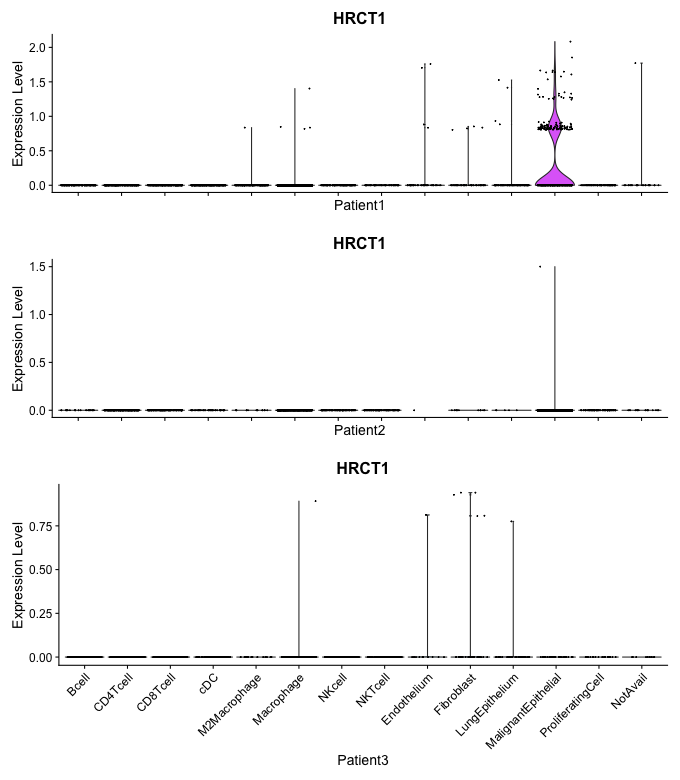 HRCT1
Expression Level
2.0
1.5
1.0
0.5
0.0
Patient1
HRCT1
Expression Level
1.5
1.0
0.5
0.0
Patient2
HRCT1
Expression Level
0.75
0.50
0.25
0.00
Bcell
CD4Tcell
CD8Tcell
cDC
M2Macrophage
Macrophage
NKcell
NKTcell
Endothelium
Fibroblast
LungEpithelium
MalignantEpithelial
ProliferatingCell
NotAvail
Patient3